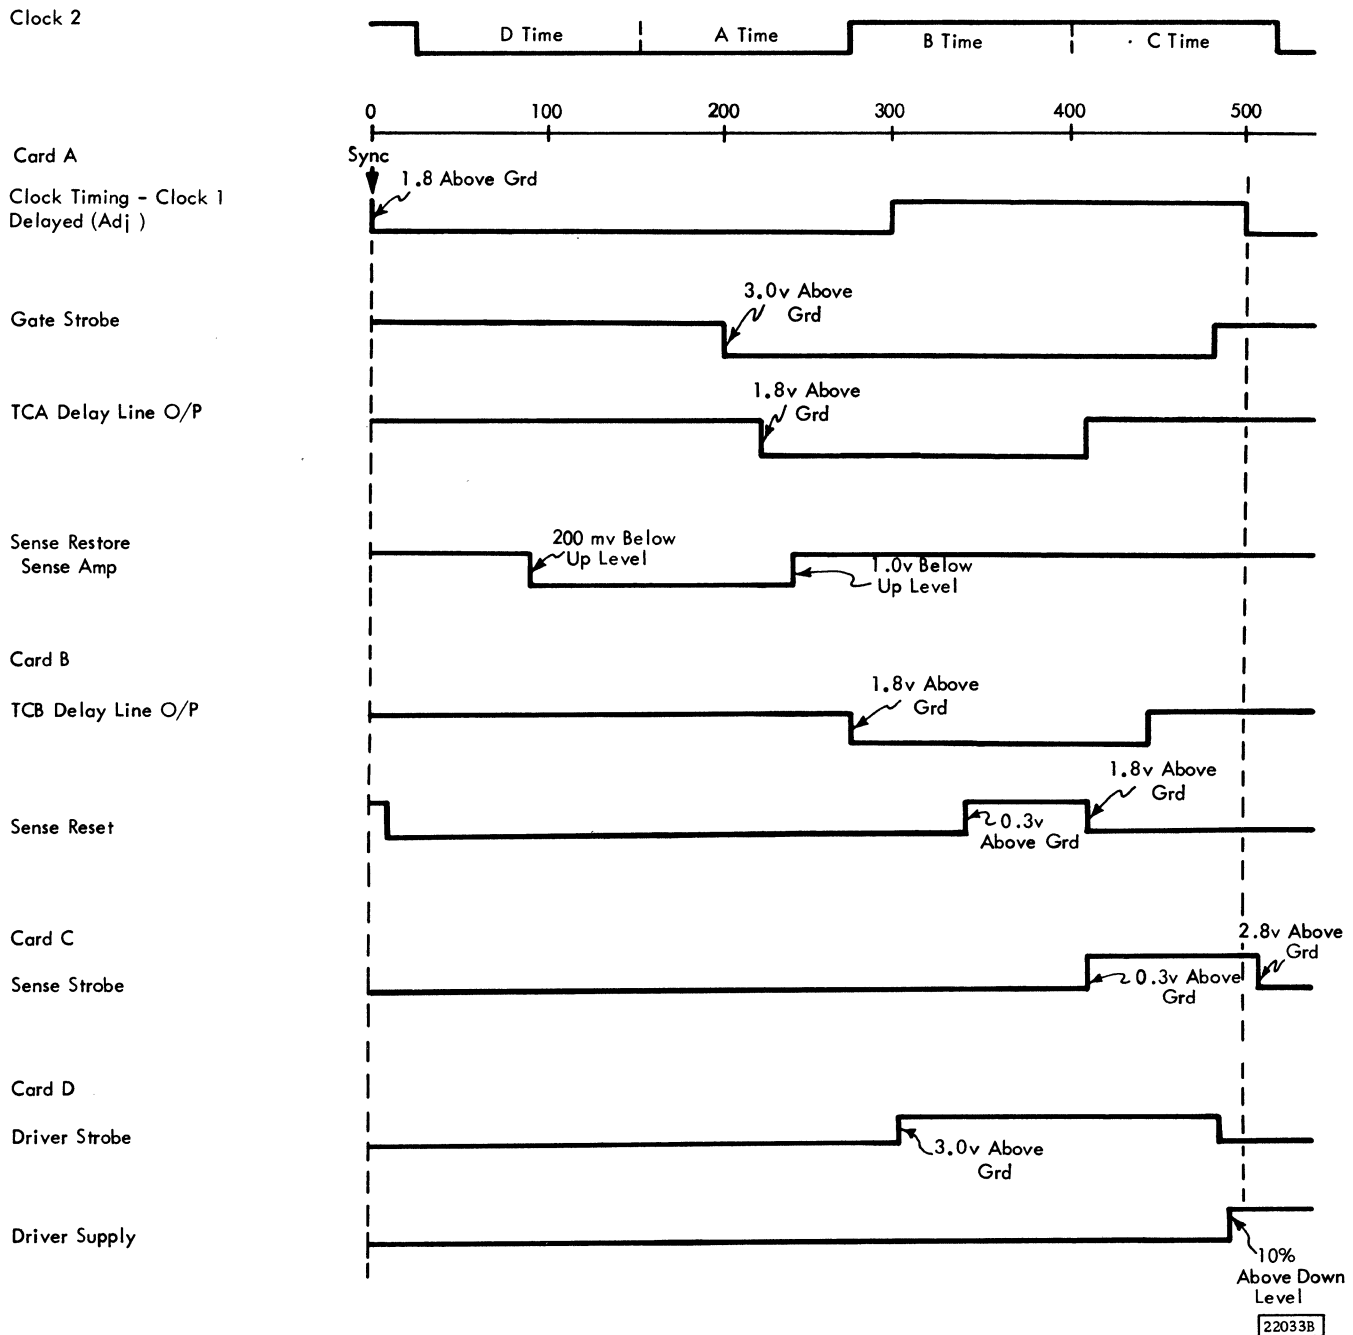 Clock 2
D Time
A Time
B Time
C Time
0
100
200
300
400
500
Card A
Sync
1.8 Above Grd
Clock Timing - Clock 1
Delayed (Adj )
3.0v Above
Grd
Gate Strobe
1.8v Above
Grd
TCA Delay Line O/P
Sense Restore
Sense Amp
200 mv Below
Up Level
1.0v Below
Up Level
Card B
1.8v Above
Grd
TCB Delay Line O/P
1.8v Above
Grd
Sense Reset
0.3v
Above Grd
Card C
2.8v Above
Grd
Sense Strobe
0.3v Above
Grd
Card D
Driver Strobe
3.0v Above
Grd
Driver Supply
10%
Above Down
Level
22033B